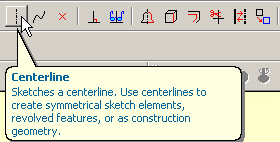 Centerline
Sketches a centerline. Use centerlines to
create symmetrical sketch elements,
revolved features, or as construction
geometry.